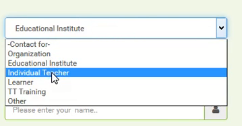 Educational Institute
-Contact for-
Organization
Educational Institute
Individual Teacher
Learner
TT Training
Other
Please enter your name..